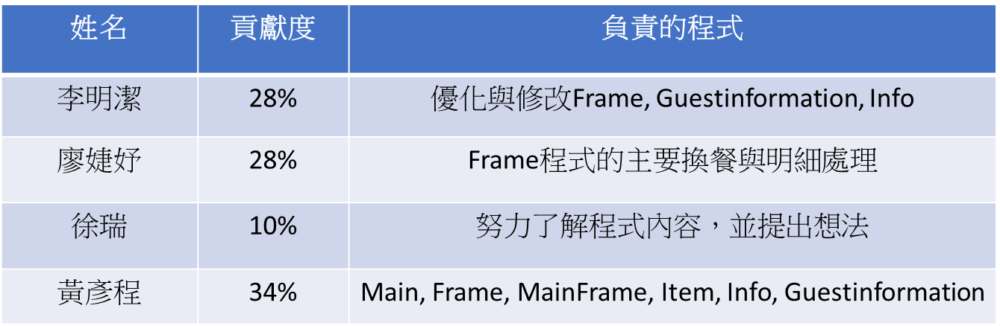 姓名 貢獻度 負責的程式
李明潔 28% 優化與修改Frame, Guestinformation, Info
廖婕妤 28% Frame程式的主要換餐與明細處理
徐瑞 10% 努力了解程式內容，並提出想法
黃彥程 34% Main, Frame, MainFrame, Item, Info, Guestinformation